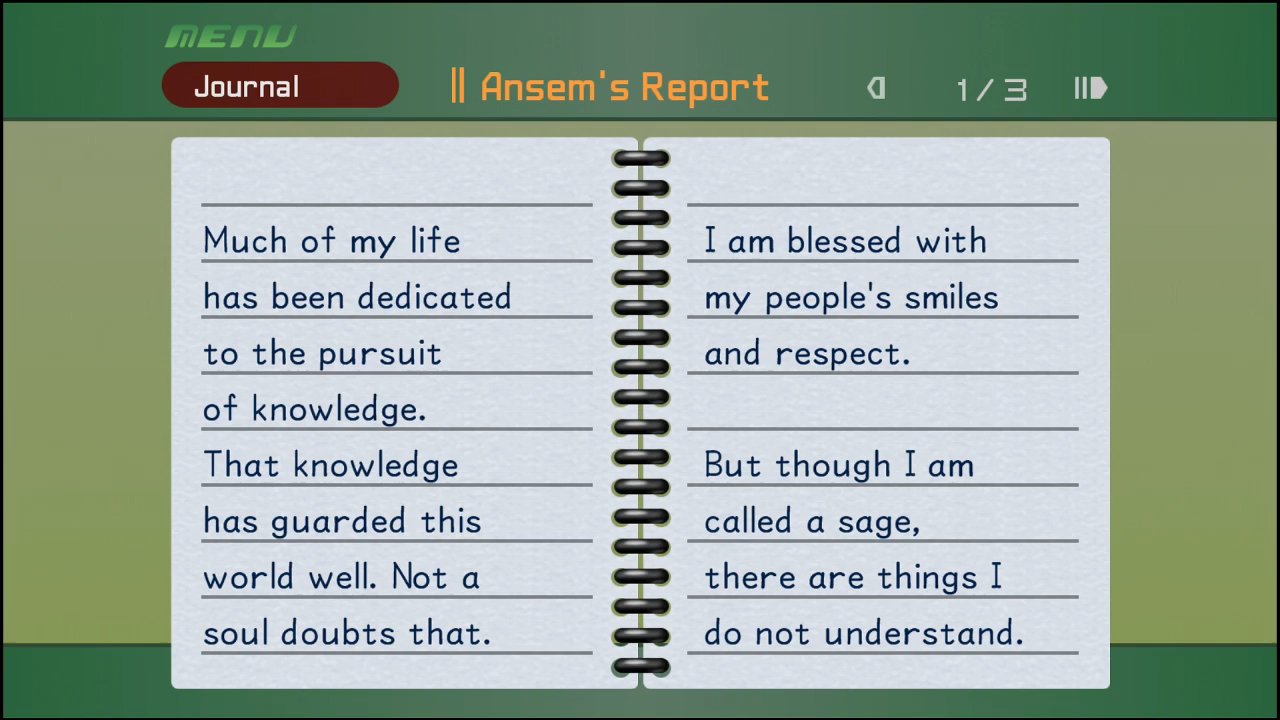 MENU
Journal
Ansem's Report
1/3
Much of my life
has been dedicated
to the pursuit
of knowledge.
That knowledge
has guarded this
world well. Not a
soul doubts that.
I am blessed with
my people's smiles
and respect.
But though I am
called a sage,
there are things I
do not understand.